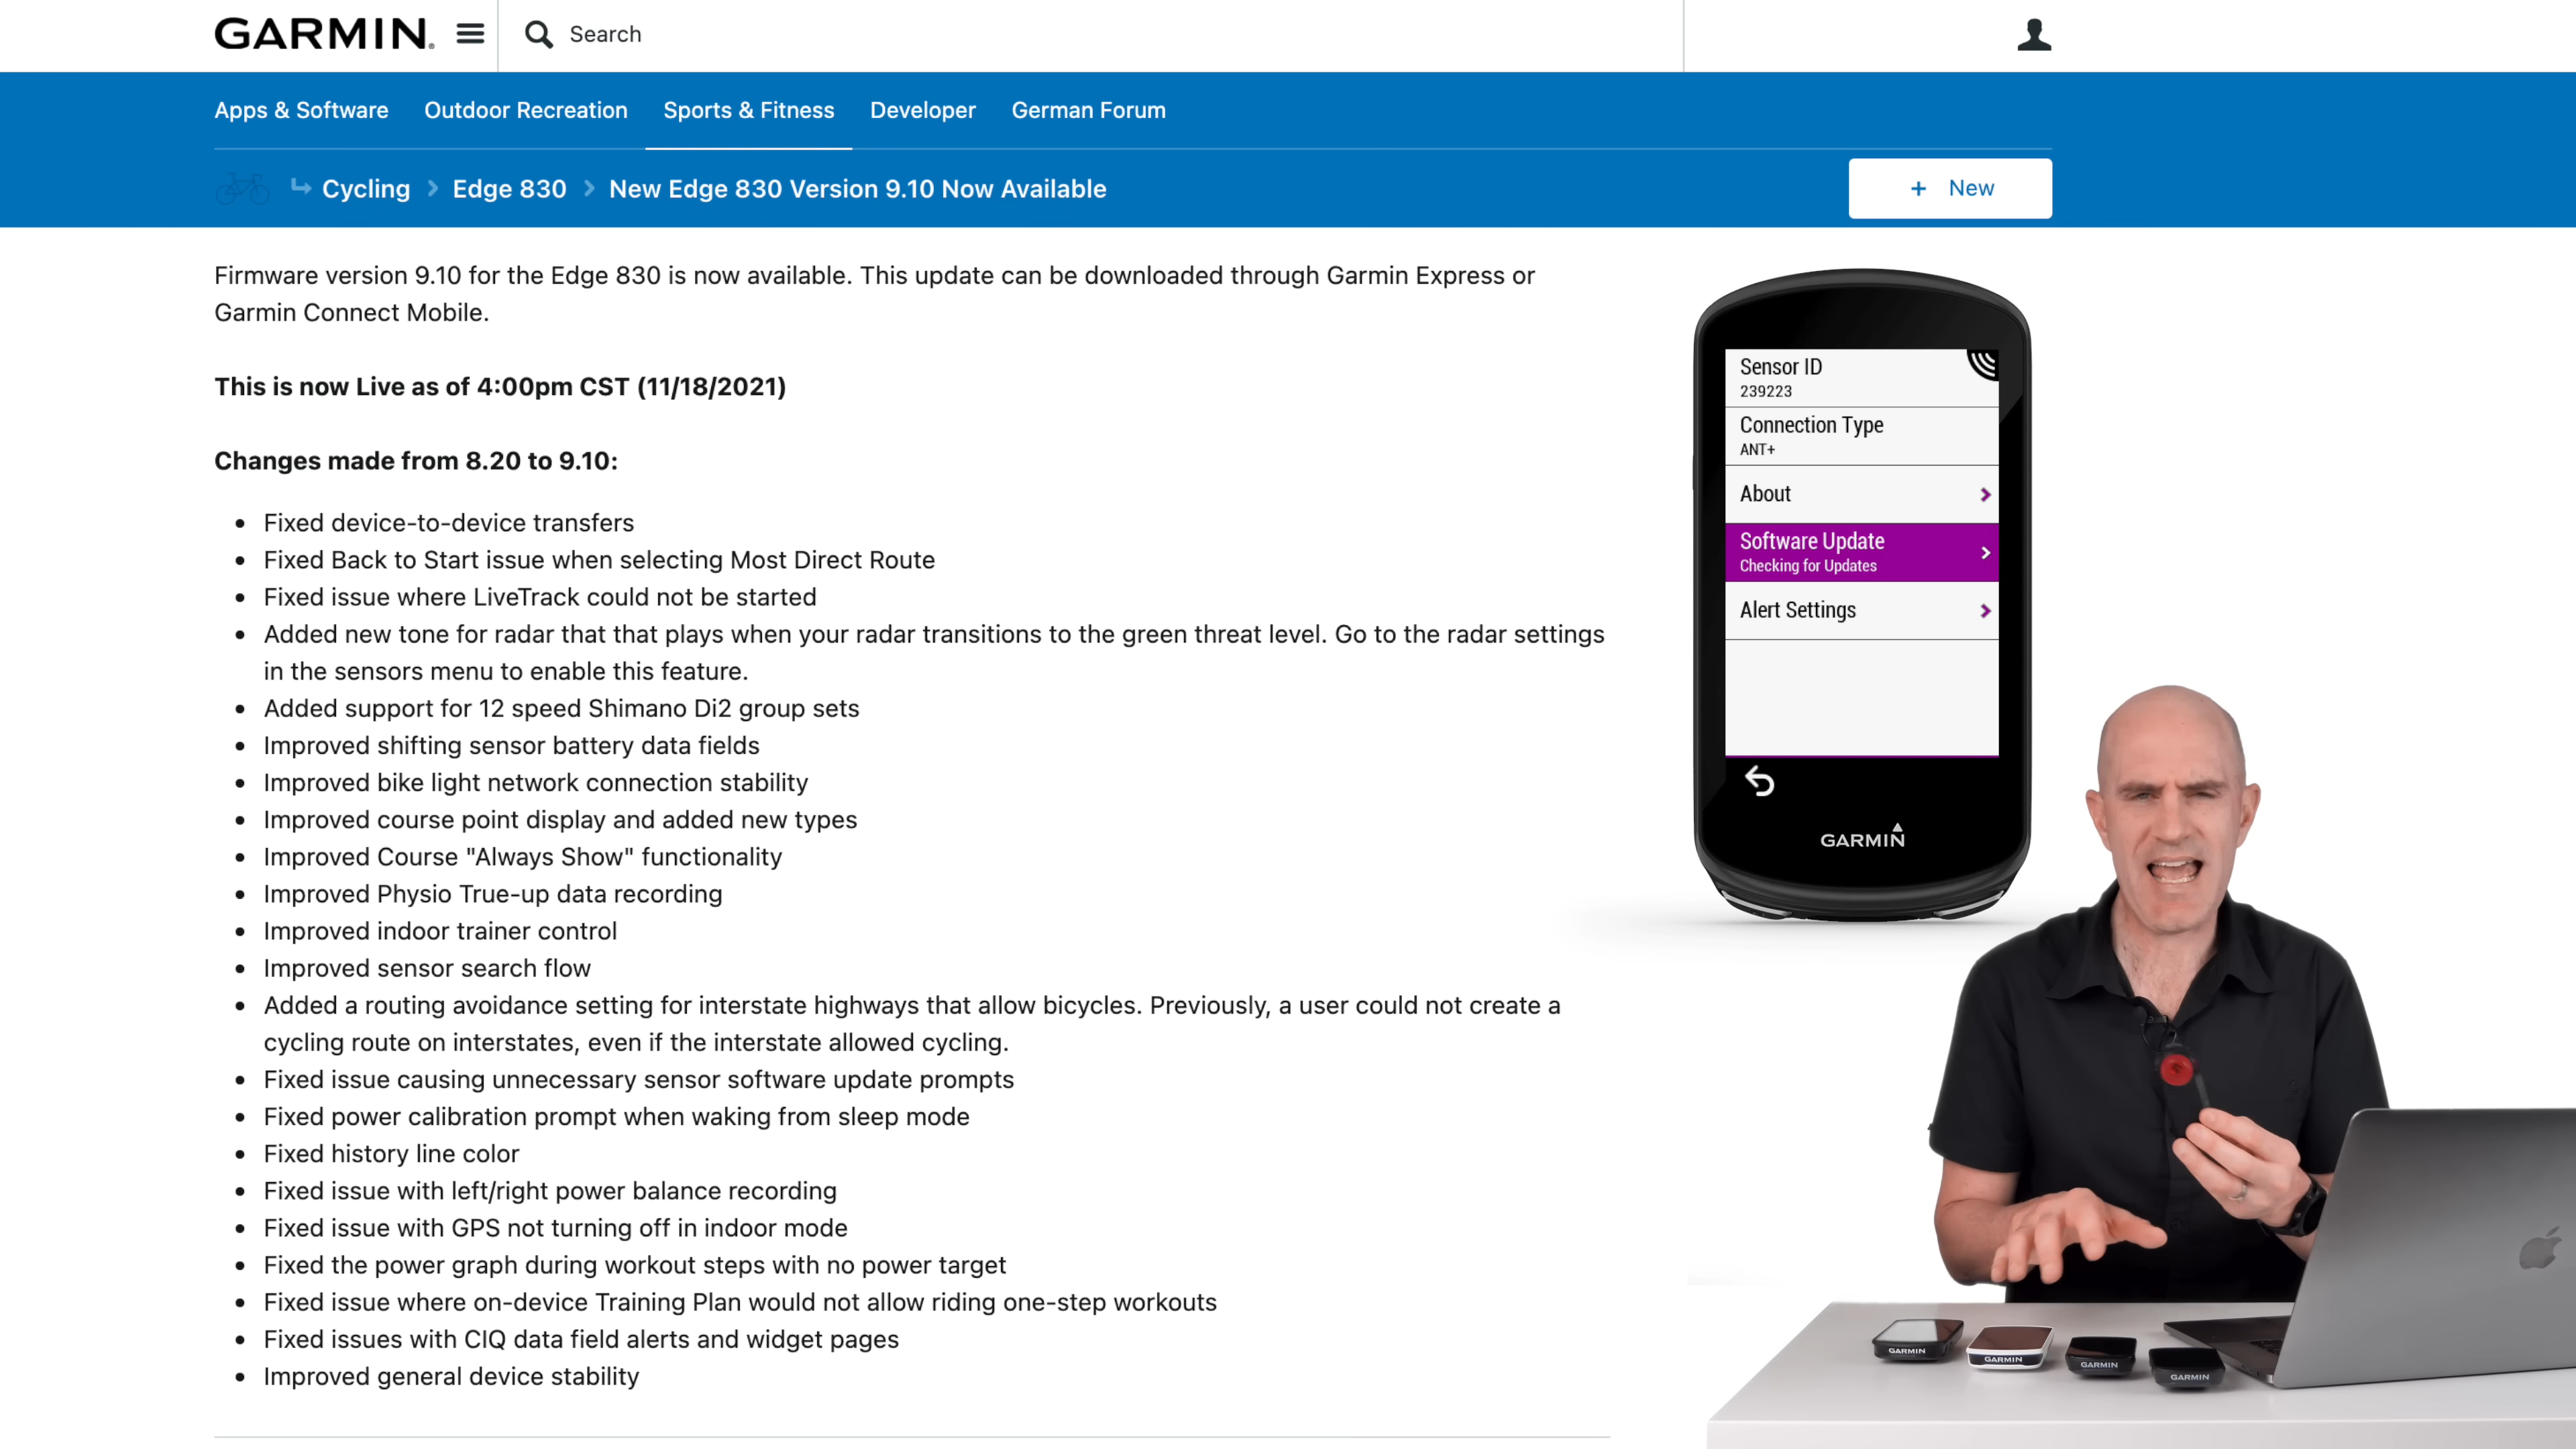 GARMIN.
Search
Apps & Software Outdoor Recreation Sports & Fitness Developer German Forum
Cycling > Edge 830 > New Edge 830 Version 9.10 Now Available
+ New
Firmware version 9.10 for the Edge 830 is now available. This update can be downloaded through Garmin Express or
Garmin Connect Mobile.
This is now Live as of 4:00pm CST (11/18/2021)
Changes made from 8.20 to 9.10:
• Fixed device-to-device transfers
• Fixed Back to Start issue when selecting Most Direct Route
• Fixed issue where LiveTrack could not be started
• Added new tone for radar that that plays when your radar transitions to the green threat level. Go to the radar settings
in the sensors menu to enable this feature.
• Added support for 12 speed Shimano Di2 group sets
• Improved shifting sensor battery data fields
• Improved bike light network connection stability
• Improved course point display and added new types
• Improved Course "Always Show" functionality
• Improved Physio True-up data recording
• Improved indoor trainer control
• Improved sensor search flow
• Added a routing avoidance setting for interstate highways that allow bicycles. Previously, a user could not create a
cycling route on interstates, even if the interstate allowed cycling.
• Fixed issue causing unnecessary sensor software update prompts
• Fixed power calibration prompt when waking from sleep mode
• Fixed history line color
• Fixed issue with left/right power balance recording
• Fixed issue with GPS not turning off in indoor mode
• Fixed the power graph during workout steps with no power target
• Fixed issue where on-device Training Plan would not allow riding one-step workouts
• Fixed issues with CIQ data field alerts and widget pages
• Improved general device stability
Sensor ID
239223
Connection Type
ANT+
About
Software Update
Checking for Updates
Alert Settings
GARMIN
GARMIN
GARMIN
GARMIN
GARMIN